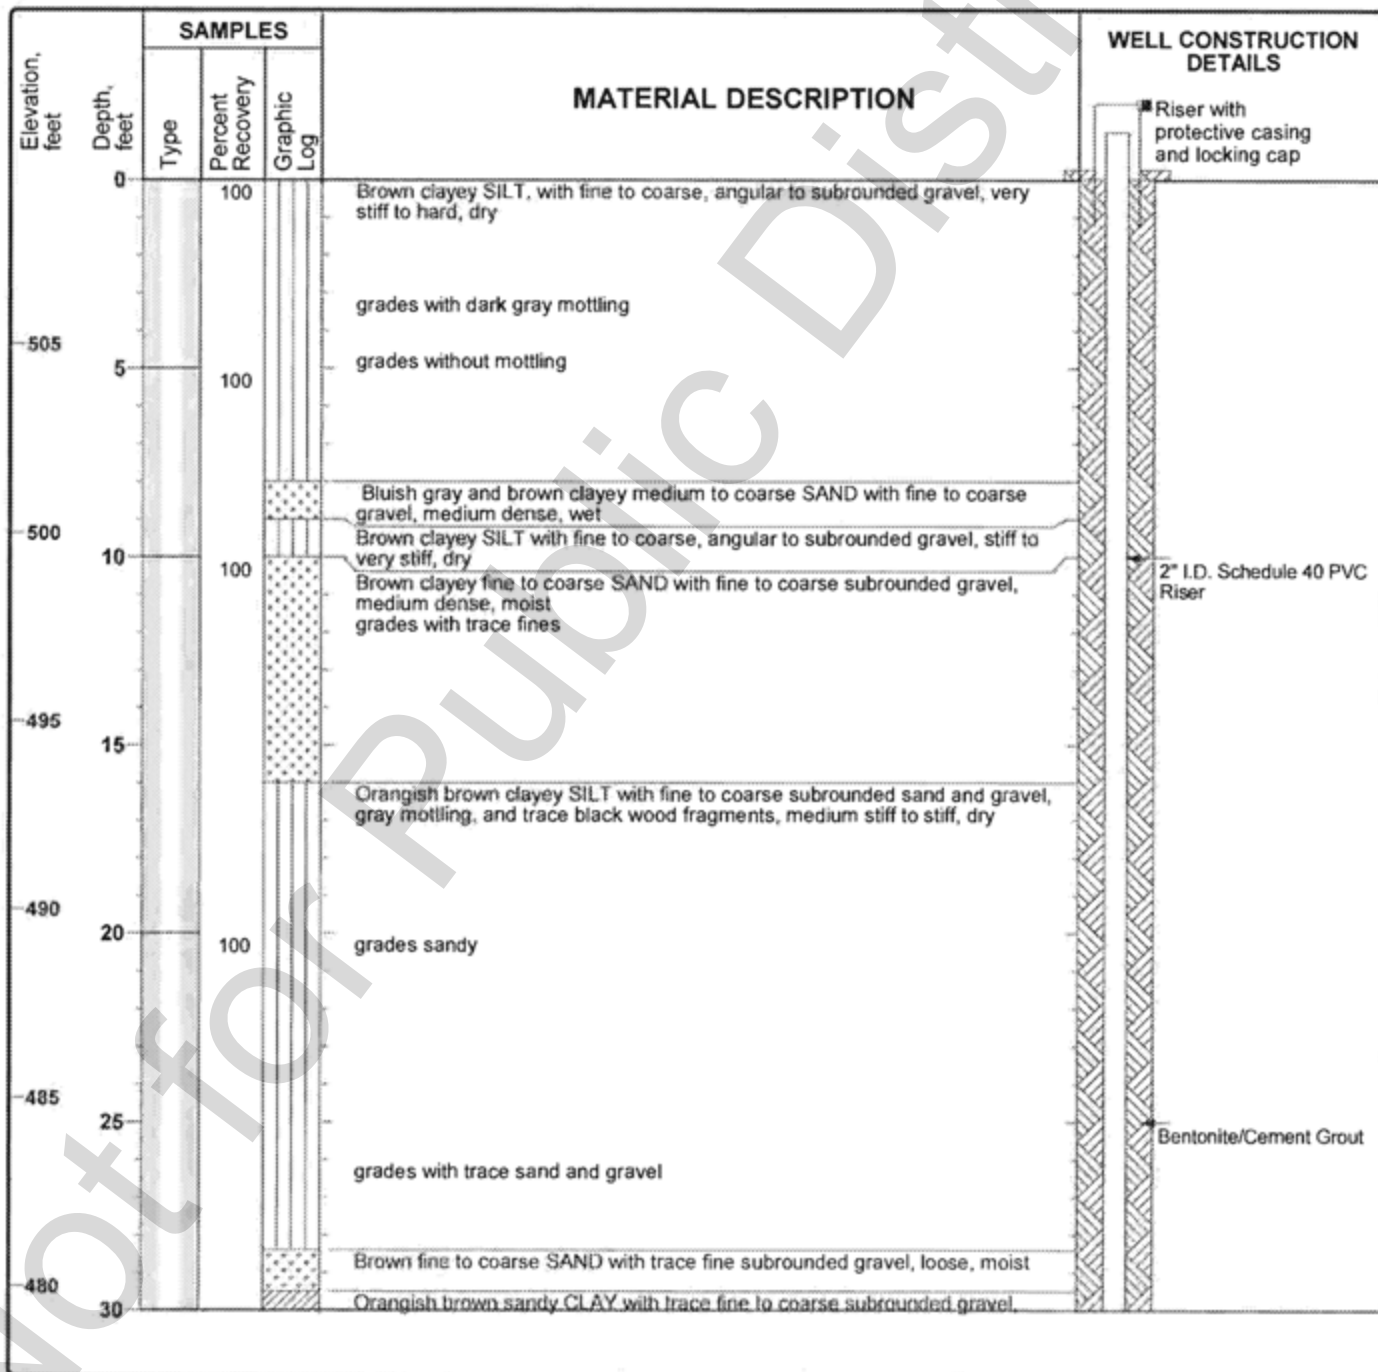 SAMPLES
Elevation,
feet
Depth,
feet
Type
Percent
Recovery
Graphic
Log
MATERIAL DESCRIPTION
WELL CONSTRUCTION
DETAILS
Riser with
protective casing
and locking cap
0
100
Brown clayey SILT, with fine to coarse, angular to subrounded gravel, very
stiff to hard, dry
grades with dark gray mottling
505
grades without mottling
5
100
Bluish gray and brown clayey medium to coarse SAND with fine to coarse
gravel, medium dense, wet
500
Brown clayey SILT with fine to coarse, angular to subrounded gravel, stiff to
very stiff, dry
10
100
2" I.D. Schedule 40 PVC
Riser
Brown clayey fine to coarse SAND with fine to coarse subrounded gravel,
medium dense, moist
grades with trace fines
495
15
Orangish brown clayey SILT with fine to coarse subrounded sand and gravel,
gray mottling, and trace black wood fragments, medium stiff to stiff, dry
490
20
100
grades sandy
485
25
Bentonite/Cement Grout
grades with trace sand and gravel
Brown fine to coarse SAND with trace fine subrounded gravel, loose, moist
480
30
Orangish brown sandy CLAY with trace fine to coarse subrounded gravel,
Not for Public Distri